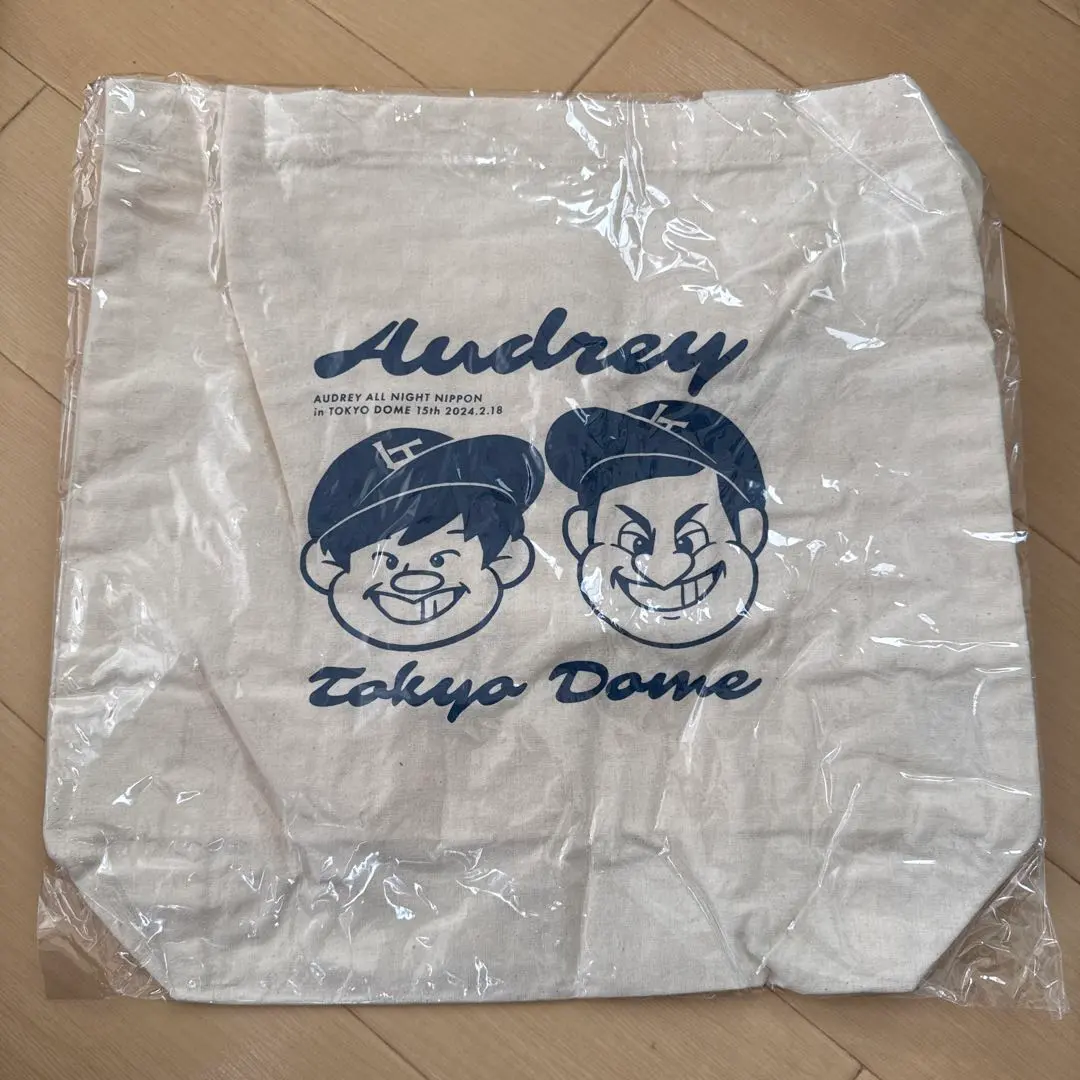 Audrey
AUDREY ALL NIGHT NIPPON
in TOKYO DOME 15th 2024.2.18
Tokyo Dome